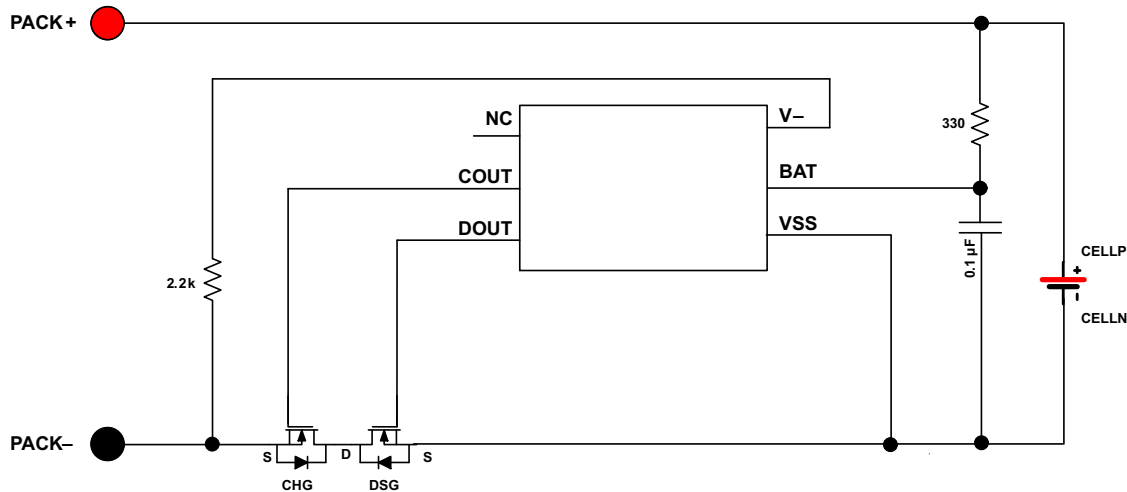 PACK+
NC
V–
330
COUT
BAT
DOUT
VSS
0.1 µF
CELLP
+
2.2k
-
CELLN
PACK–
S
D
S
CHG
DSG